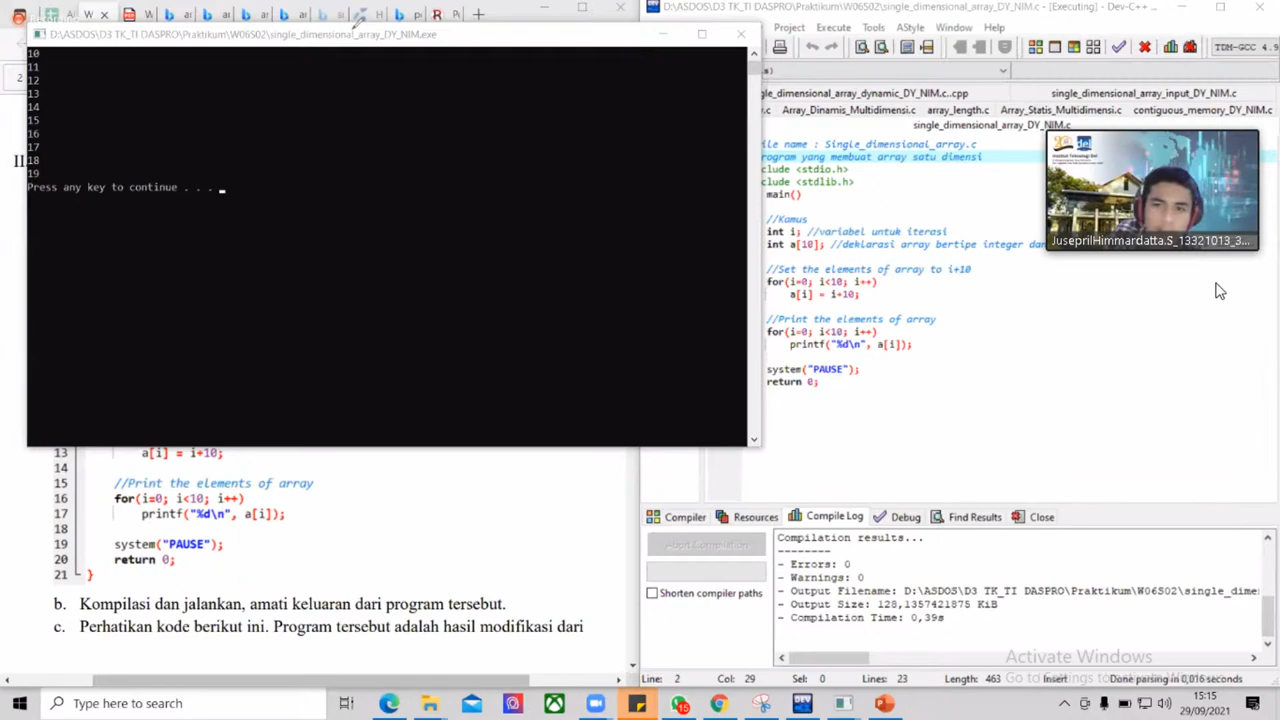 D:\ASDOS\D3 TK_TI DASPRO\Praktikum\W06S02\single_dimensional_array_DY_NIM.exe
10
11
12
13
14
15
16
17
18
19
Press any key to continue . . .
13 a[i] = i+10;
14
15 //Print the elements of array
16 for(i=0; i<10; i++)
17 printf("%d\n", a[i]);
18
19 system("PAUSE");
20 return 0;
21 }
b. Kompilasi dan jalankan, amati keluaran dari program tersebut.
c. Perhatikan kode berikut ini. Program tersebut adalah hasil modifikasi dari
D:\ASDOS\D3 TK_TI DASPRO\Praktikum\W06S02\single_dimensional_array_DY_NIM.c - [Executing] - Dev-C++
Project Execute Tools AStyle Window Help
TDM-GCC 4.9
single_dimensional_array_input_DY_NIM.c
Array_Dinamis_Multidimensi.c array_length.c Array_Statis_Multidimensi.c contiguous_memory_DY_NIM.c
single_dimensional_array_DY_NIM.c
name : Single_dimensional_array.c
yang membuat array satu dimensi
<stdio.h>
<stdlib.h>
main()
//Kamus
int i; //variabel untuk iterasi
int a[10]; //deklarasi array bertipe integer
//Set the elements of array to i+10
for(i=0; i<10; i++)
a[i] = i+10;
//Print the elements of array
for(i=0; i<10; i++)
printf("%d\n", a[i]);
system("PAUSE");
return 0;
JuseprilHimmardatta.S_13321013_3...
Compiler Resources Compile Log Debug Find Results Close
Abort Compilation
Shorten compiler paths
Compilation results...
--------
- Errors: 0
- Warnings: 0
- Output Filename: D:\ASDOS\D3 TK_TI DASPRO\Praktikum\W06S02\single_dime
- Output Size: 128,1357421875 KiB
- Compilation Time: 0,39s
Activate Windows
Go to Settings to activate Windows.
Line: 2 Col: 29 Sel: 0 Lines: 23 Length: 463 Insert Done parsing in 0,016 seconds
Type here to search
15
15:15
29/09/2021